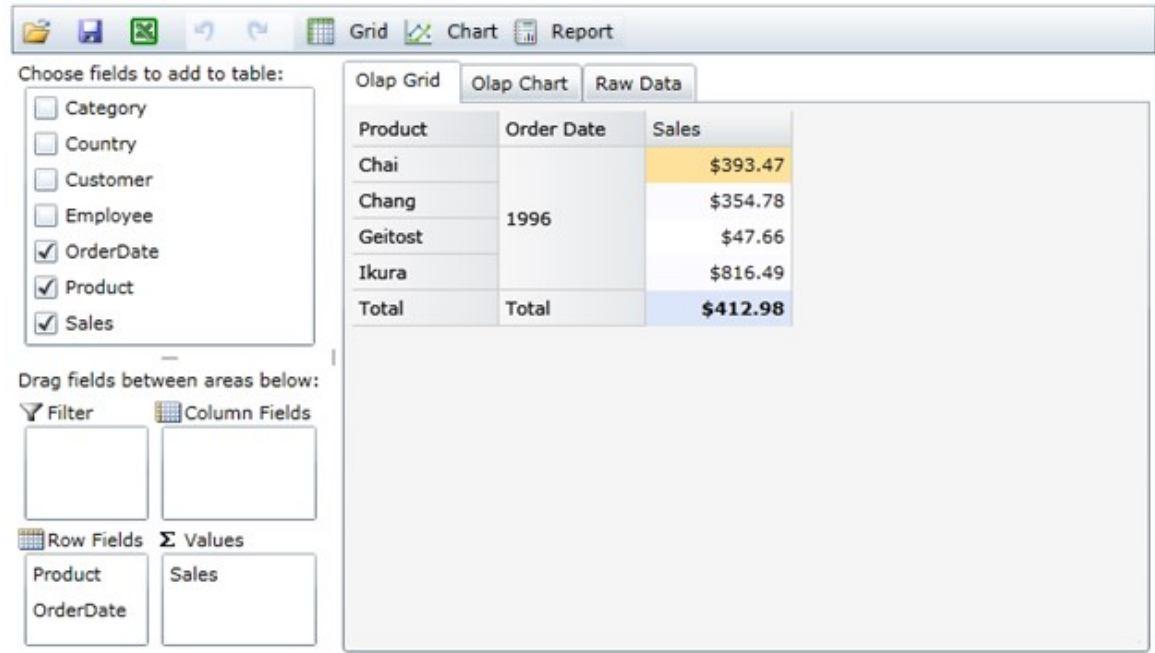 Grid Chart Report
Choose fields to add to table:
Category
Country
Customer
Employee
OrderDate
Product
Sales
Drag fields between areas below:
Filter Column Fields
Row Fields Σ Values
Product Sales
OrderDate
Olap Grid Olap Chart Raw Data
Product Order Date Sales
Chai $393.47
Chang $354.78
1996
Geitost $47.66
Ikura $816.49
Total Total $412.98